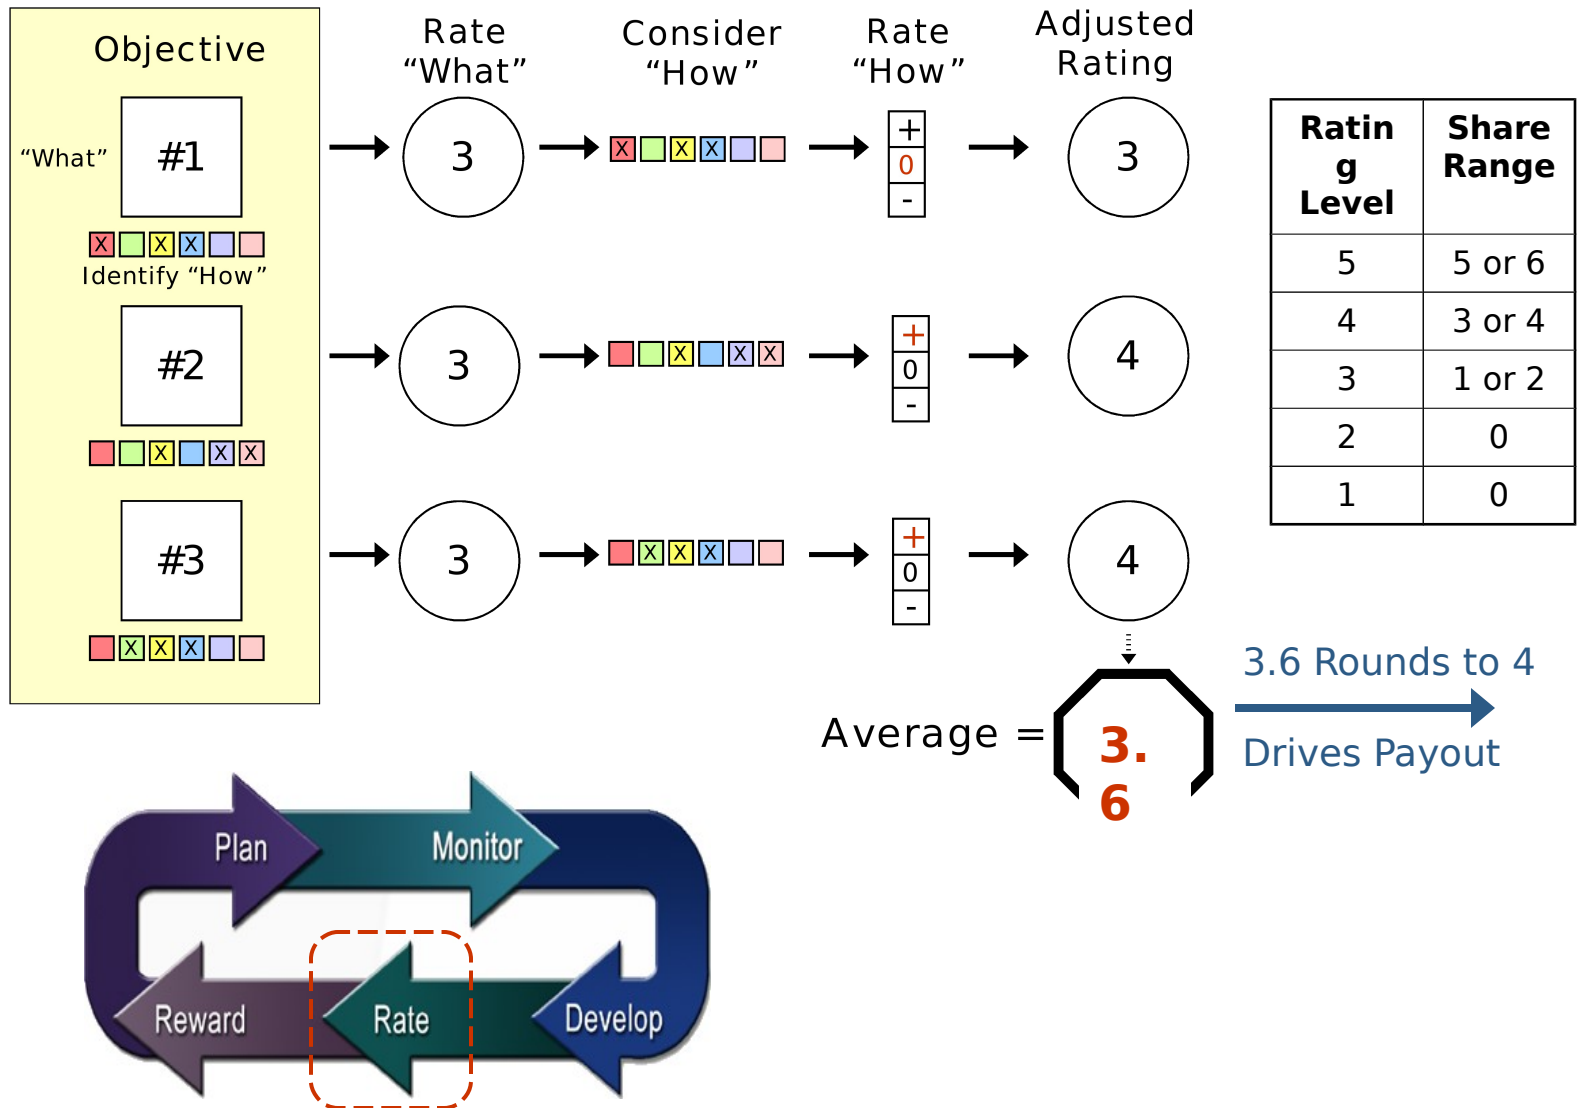 Objective
Rate
“What”
Consider
“How”
Rate
“How”
Adjusted
Rating
“What”
#1
X X X
Identify “How”
3
X X X
+
0
-
3
#2
X X X
3
X X X
+
0
-
4
#3
X X X
3
X X X
+
0
-
4
Average =
3.
6
3.6 Rounds to 4
Drives Payout
Ratin
g
Level
Share
Range
5 5 or 6
4 3 or 4
3 1 or 2
2 0
1 0
Plan
Monitor
Reward
Rate
Develop